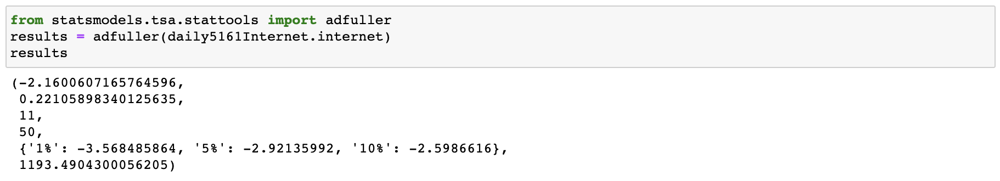 from statsmodels.tsa.stattools import adfuller
results = adfuller(daily5161Internet.internet)
results
(-2.1600607165764596,
0.22105898340125635,
11,
50,
{'1%': -3.568485864, '5%': -2.92135992, '10%': -2.5986616},
1193.4904300056205)